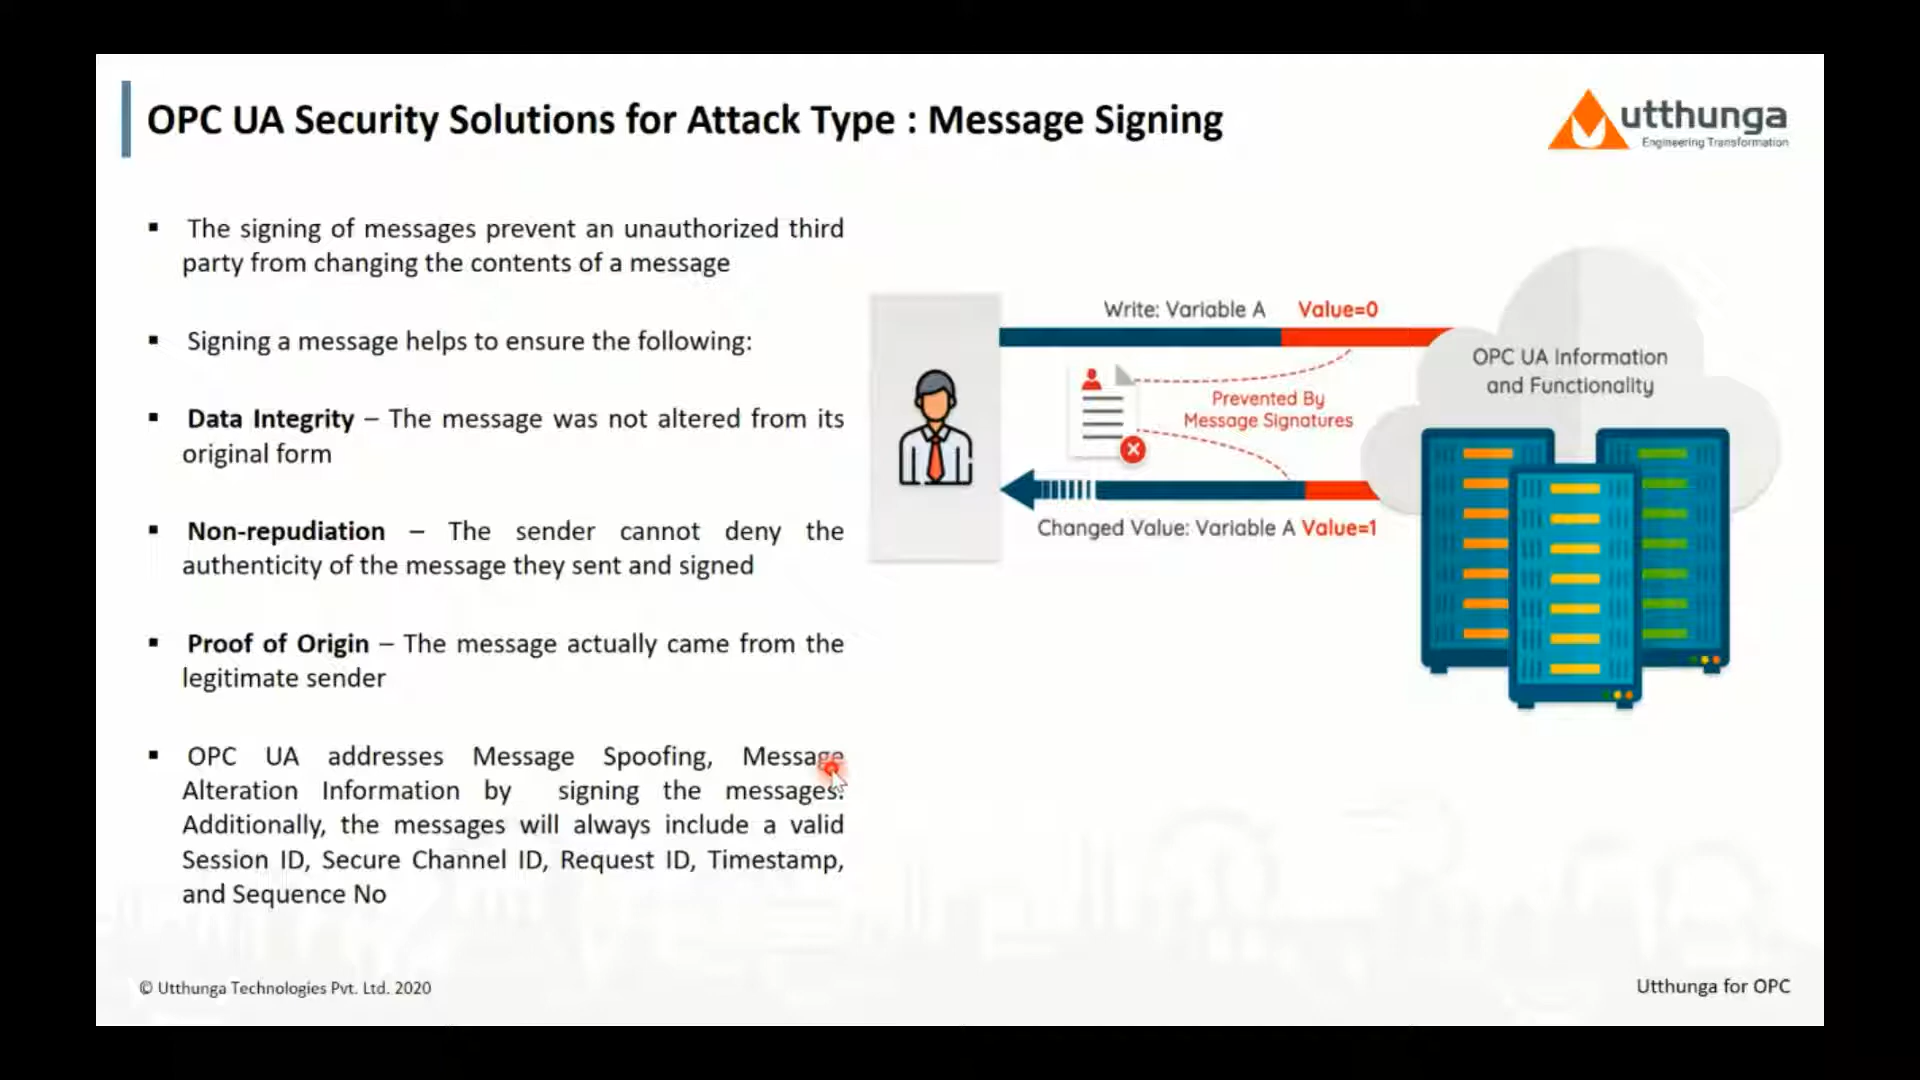 OPC UA Security Solutions for Attack Type : Message Signing
utthunga
Engineering Transformation
▪ The signing of messages prevent an unauthorized third
party from changing the contents of a message
▪ Signing a message helps to ensure the following:
▪ Data Integrity – The message was not altered from its
original form
▪ Non-repudiation – The sender cannot deny the
authenticity of the message they sent and signed
▪ Proof of Origin – The message actually came from the
legitimate sender
▪ OPC UA addresses Message Spoofing, Message
Alteration Information by signing the messages.
Additionally, the messages will always include a valid
Session ID, Secure Channel ID, Request ID, Timestamp,
and Sequence No
Write: Variable A Value=0
Prevented By
Message Signatures
Changed Value: Variable A Value=1
OPC UA Information
and Functionality
© Utthunga Technologies Pvt. Ltd. 2020
Utthunga for OPC